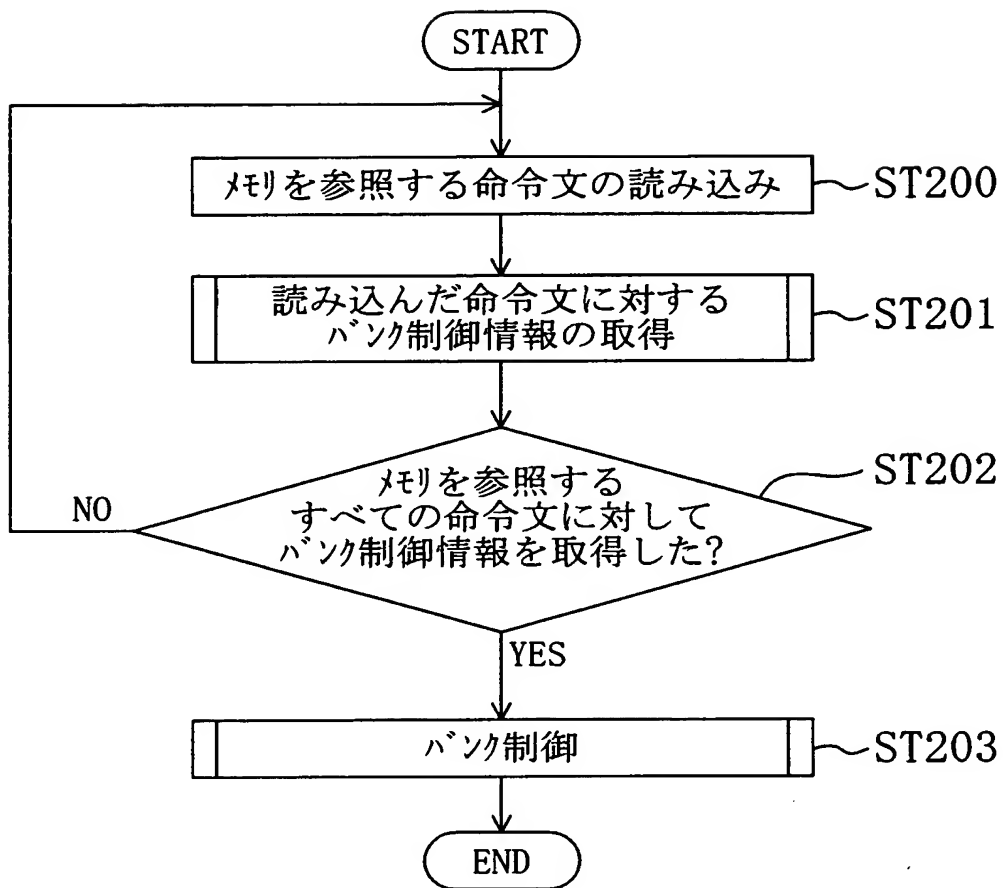 START
ﾒﾓﾘを参照する命令文の読み込み
ST200
読み込んだ命令文に対する
ﾊﾞﾝｸ制御情報の取得
ST201
ﾒﾓﾘを参照する
すべての命令文に対して
ﾊﾞﾝｸ制御情報を取得した?
ST202
NO
YES
ﾊﾞﾝｸ制御
ST203
END